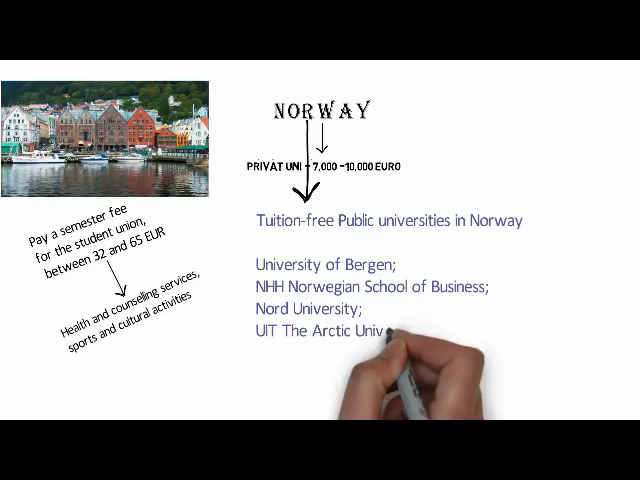 NORWAY
PRIVAT UNI - 7,000 -10,000 EURO
Pay a semester fee
for the student union,
between 32 and 65 EUR
Health and counseling services,
sports and cultural activities
Tuition-free Public universities in Norway
University of Bergen;
NHH Norwegian School of Business;
Nord University;
UIT The Arctic Univ